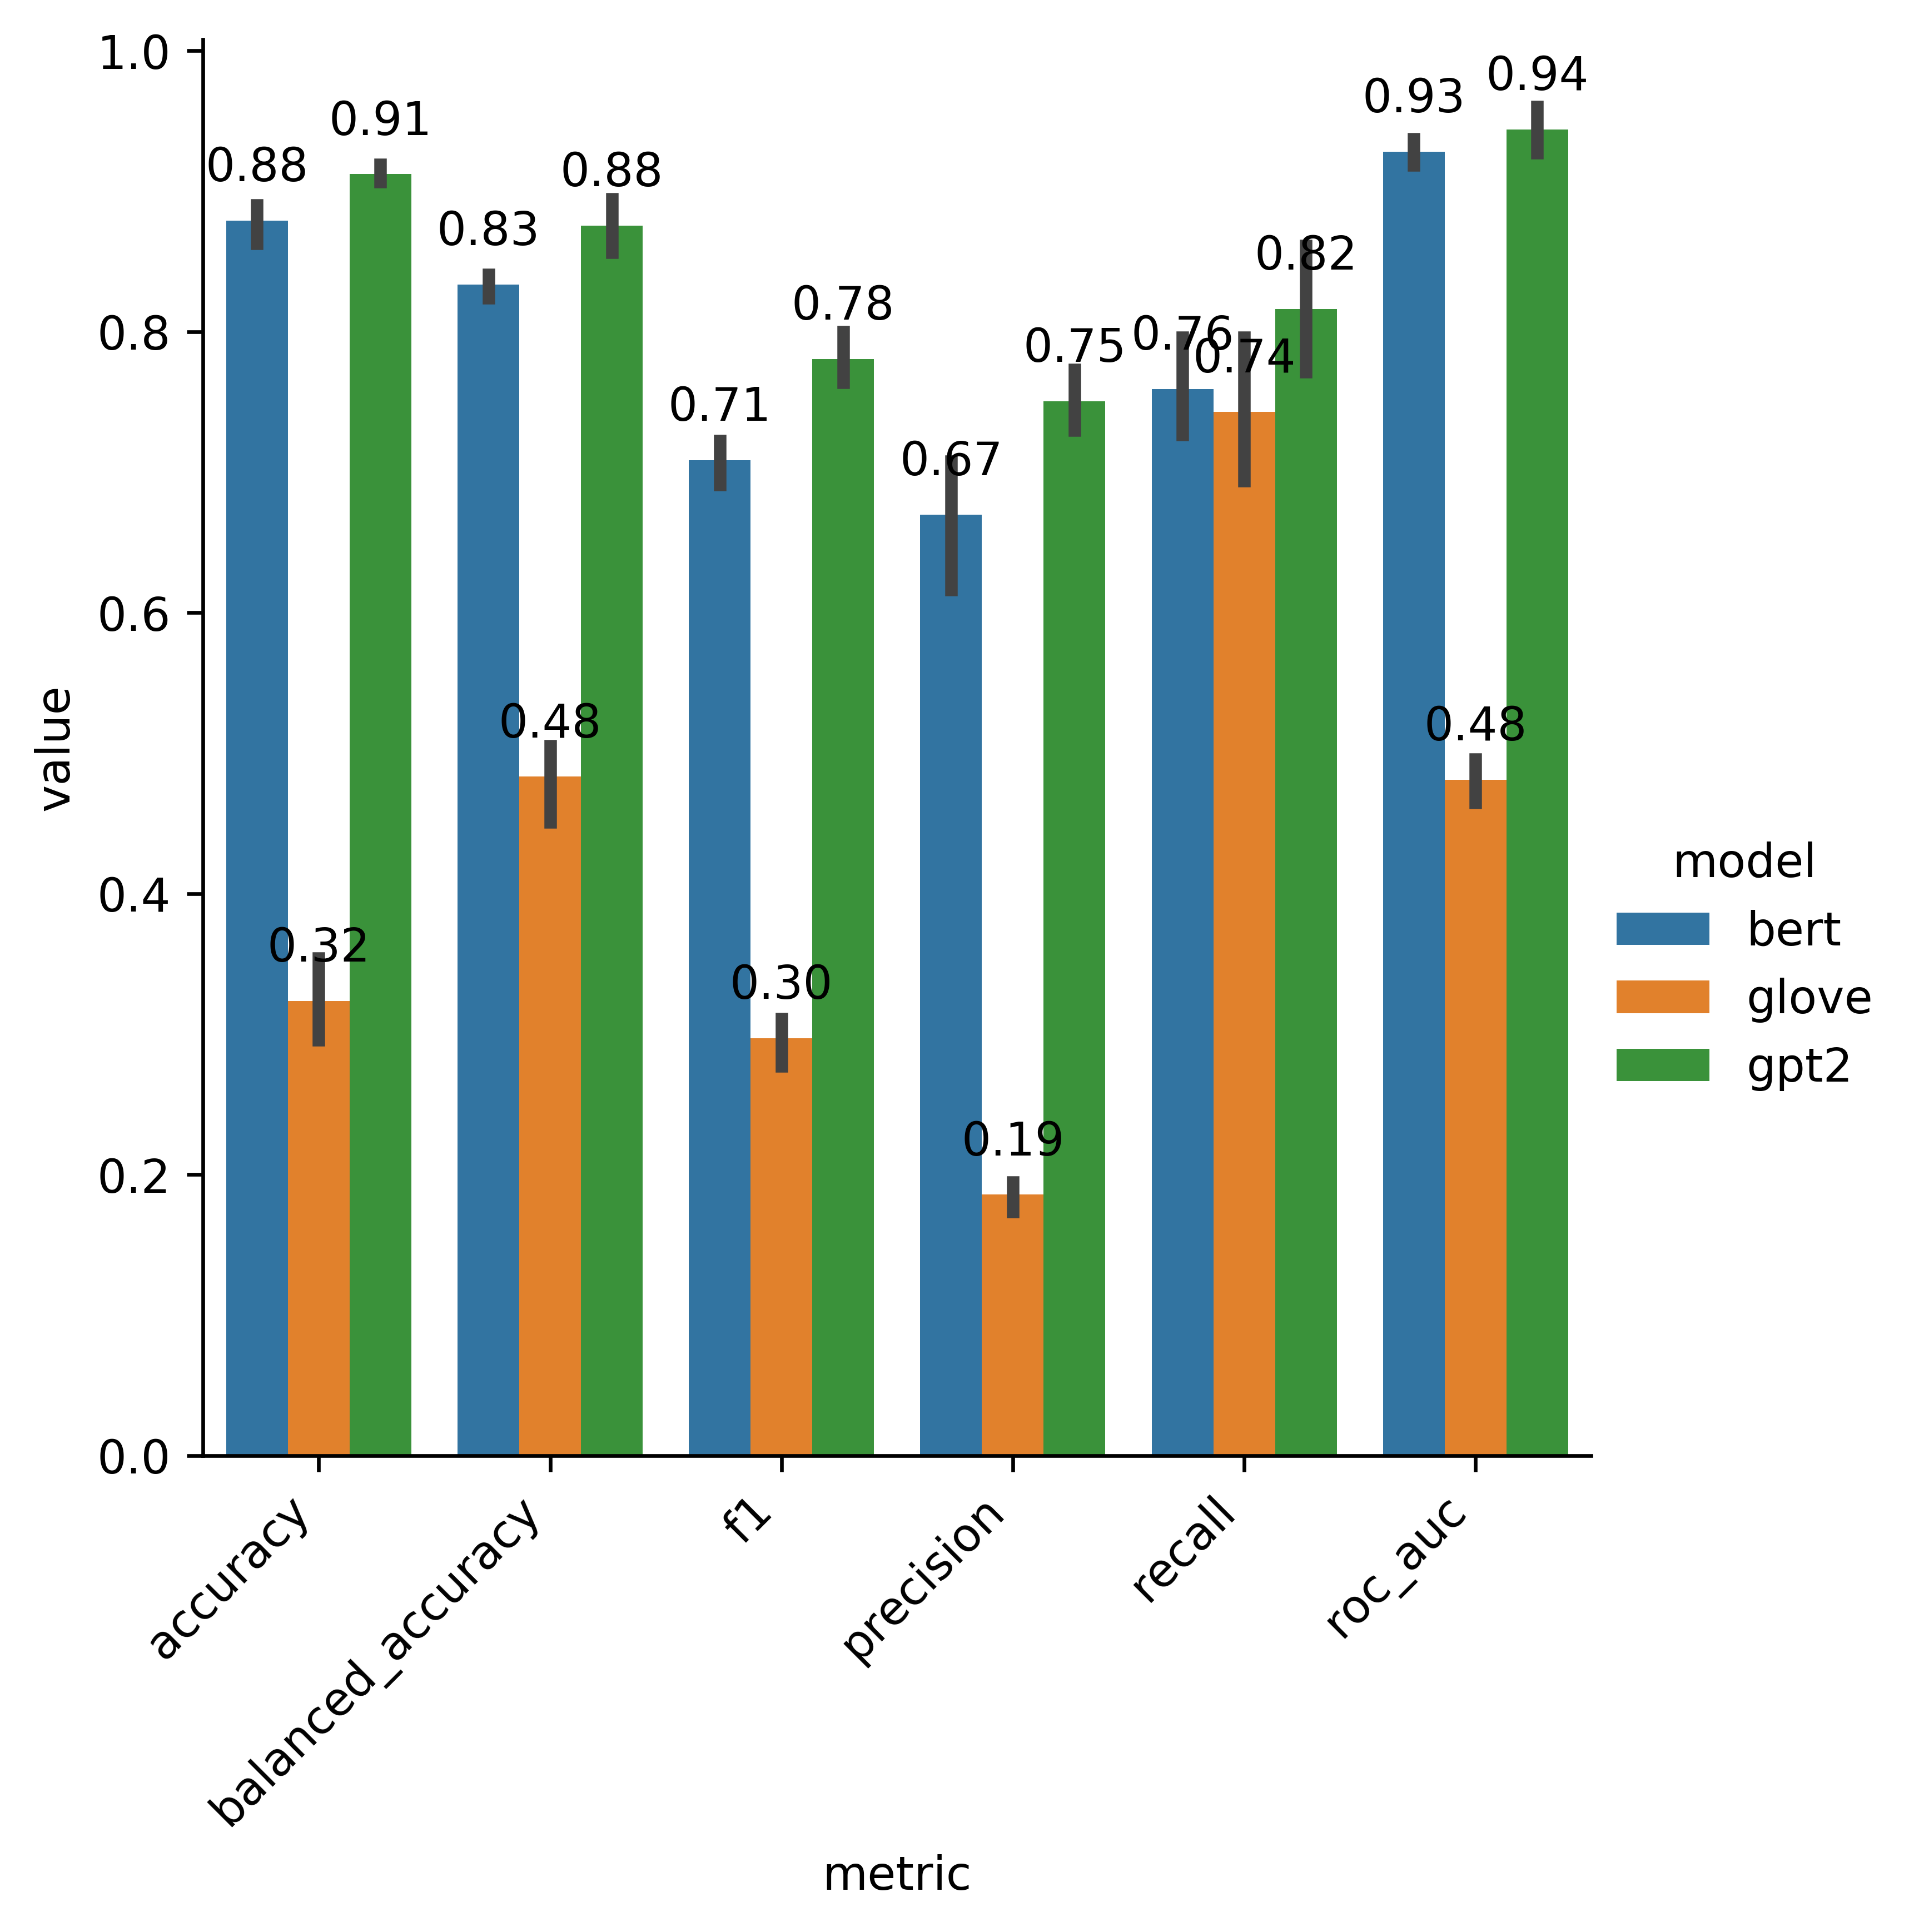 1.0
0.8
0.6
0.4
0.2
0.0
value
0.88
0.32
0.91
0.83
0.48
0.88
0.71
0.30
0.78
0.67
0.19
0.75
0.76
0.74
0.82
0.93
0.48
0.94
accuracy
balanced_accuracy
f1
precision
recall
roc_auc
metric
model
bert
glove
gpt2